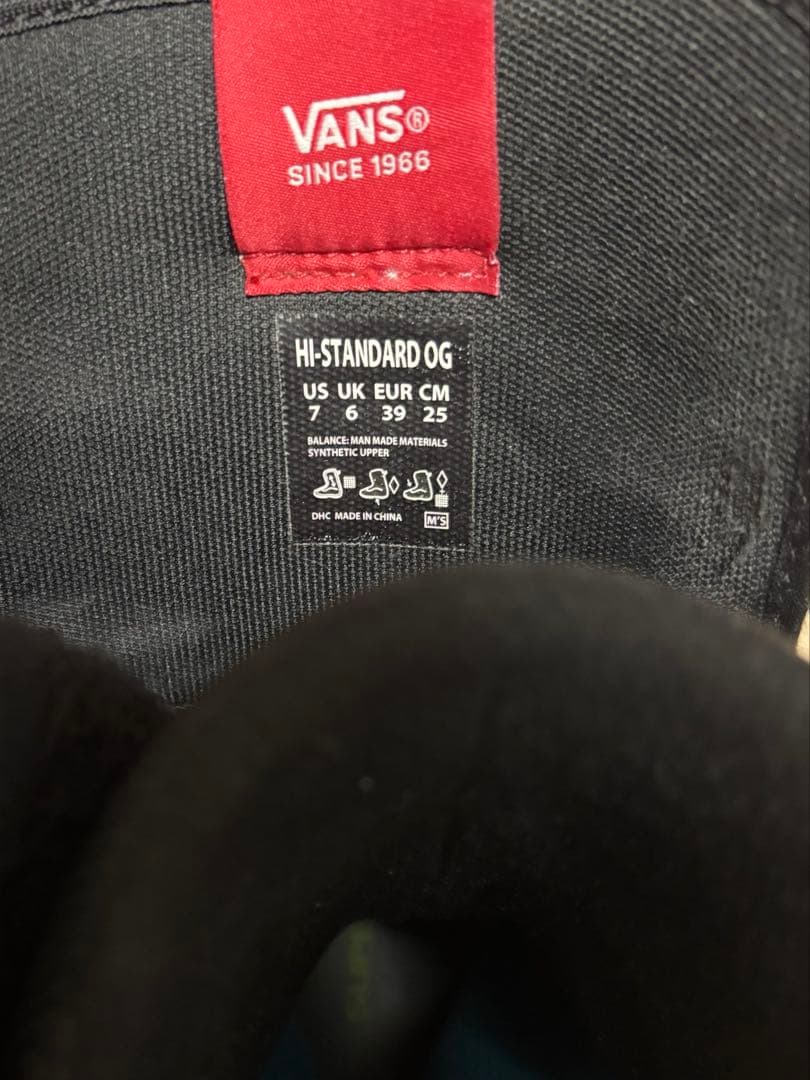 VANS®
SINCE 1966
HI-STANDARD OG
US UK EUR CM
7 6 39 25
BALANCE: MAN MADE MATERIALS
SYNTHETIC UPPER
DHC MADE IN CHINA M'S